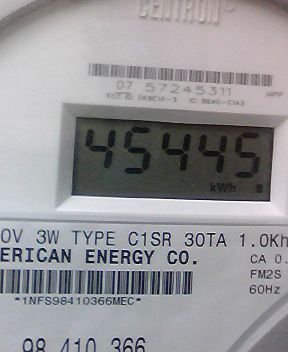 CENTRON
07 57245311
45445
kWh
0V 3W TYPE C1SR 30TA 1.0Kh
ERICAN ENERGY CO. CA 0.
FM2S
*1NFS98410366MEC* 60Hz
98 410 366